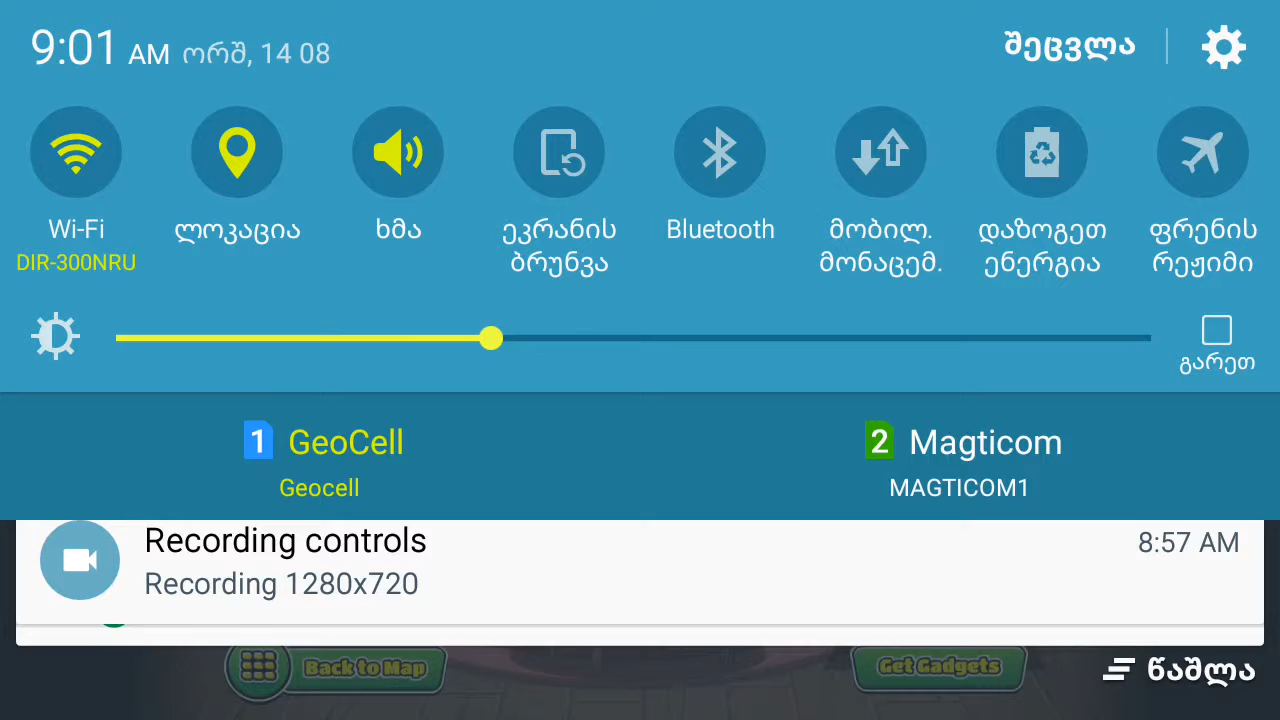 9:01 AM ორშ, 14 08
შეცვლა
Wi-Fi
DIR-300NRU
ლოკაცია
ხმა
ეკრანის
ბრუნვა
Bluetooth
მობილ.
მონაცემ.
დაზოგეთ
ენერგია
ფრენის
რეჟიმი
გარეთ
1 GeoCell
Geocell
2 Magticom
MAGTICOM1
Recording controls
8:57 AM
Recording 1280x720
Back to Map
Get Gadgets
წაშლა